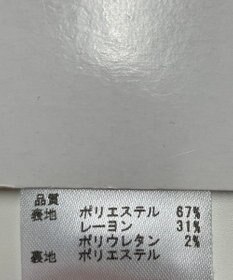 品質
表地 ポリエステル 67%
レーヨン 31%
ポリウレタン 2%
裏地 ポリエステル